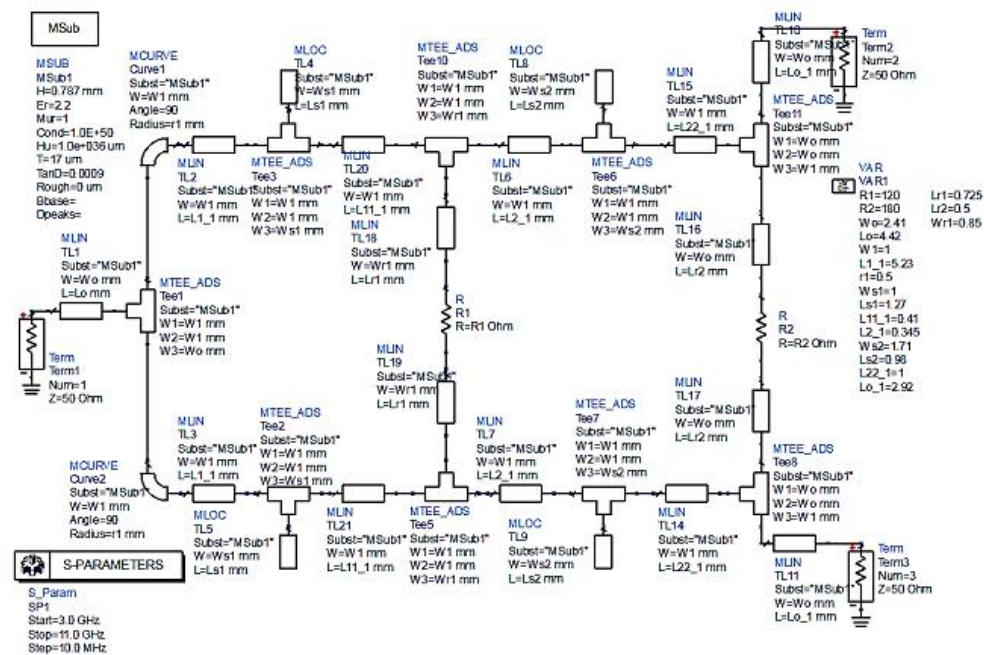 MSub
MSUB
MSub1
H=0.787 mm
Er=2.2
Mur=1
Cond=1.0E+50
Hu=1.0e+036 um
T=17 um
TanD=0.0009
Rough=0 um
Bbase=
Dpeaks=
MCURVE
Curve1
Subst="MSub1"
W=W1 mm
Angle=90
Radius=r1 mm
MLOC
TL4
Subst="MSub1"
W=Ws1 mm
L=Ls1 mm
MTEE_ADS
Tee10
Subst="MSub1"
W1=W1 mm
W2=W1 mm
W3=Wr1 mm
MLOC
TL8
Subst="MSub1"
W=Ws2 mm
L=Ls2 mm
MLIN
TL15
Subst="MSub1"
W=W1 mm
L=L22_1 mm
MLIN
TL10
Subst="MSub1"
W=Wo mm
L=Lo_1 mm
Term
Term2
Num=2
Z=50 Ohm
MTEE_ADS
Tee11
Subst="MSub1"
W1=Wo mm
W2=Wo mm
W3=W1 mm
MLIN
TL2
Subst="MSub1"
W=W1 mm
L=L1_1 mm
MTEE_ADS
Tee3
Subst="MSub1"
W1=W1 mm
W2=W1 mm
W3=Ws1 mm
MLIN
TL20
Subst="MSub1"
W=W1 mm
L=L11_1 mm
MLIN
TL18
Subst="MSub1"
W=Wr1 mm
L=Lr1 mm
MLIN
TL6
Subst="MSub1"
W=W1 mm
L=L2_1 mm
MTEE_ADS
Tee6
Subst="MSub1"
W1=W1 mm
W2=W1 mm
W3=Ws2 mm
MLIN
TL16
Subst="MSub1"
W=Wo mm
L=Lr2 mm
VAR
VAR1
R1=120
R2=180
Wo=2.41
Lo=4.42
W1=1
L1_1=5.23
r1=0.5
Ws1=1
Ls1=1.27
L11_1=0.41
L2_1=0.345
Ws2=1.71
Ls2=0.98
L22_1=1
Lo_1=2.92
Lr1=0.725
Lr2=0.5
Wr1=0.85
MLIN
TL1
Subst="MSub1"
W=Wo mm
L=Lo mm
MTEE_ADS
Tee1
Subst="MSub1"
W1=W1 mm
W2=W1 mm
W3=Wo mm
Term
Term1
Num=1
Z=50 Ohm
R
R1
R=R1 Ohm
R
R2
R=R2 Ohm
MLIN
TL19
Subst="MSub1"
W=Wr1 mm
L=Lr1 mm
MLIN
TL17
Subst="MSub1"
W=Wo mm
L=Lr2 mm
MLIN
TL3
Subst="MSub1"
W=W1 mm
L=L1_1 mm
MTEE_ADS
Tee2
Subst="MSub1"
W1=W1 mm
W2=W1 mm
W3=Ws1 mm
MLIN
TL7
Subst="MSub1"
W=W1 mm
L=L2_1 mm
MTEE_ADS
Tee7
Subst="MSub1"
W1=W1 mm
W2=W1 mm
W3=Ws2 mm
MTEE_ADS
Tee8
Subst="MSub1"
W1=Wo mm
W2=Wo mm
W3=W1 mm
MCURVE
Curve2
Subst="MSub1"
W=W1 mm
Angle=90
Radius=r1 mm
MLOC
TL5
Subst="MSub1"
W=Ws1 mm
L=Ls1 mm
MLIN
TL21
Subst="MSub1"
W=W1 mm
L=L11_1 mm
MTEE_ADS
Tee5
Subst="MSub1"
W1=W1 mm
W2=W1 mm
W3=Wr1 mm
MLOC
TL9
Subst="MSub1"
W=Ws2 mm
L=Ls2 mm
MLIN
TL14
Subst="MSub1"
W=W1 mm
L=L22_1 mm
MLIN
TL11
Subst="MSub1"
W=Wo mm
L=Lo_1 mm
Term
Term3
Num=3
Z=50 Ohm
S-PARAMETERS
S_Param
SP1
Start=3.0 GHz
Stop=11.0 GHz
Step=10.0 MHz